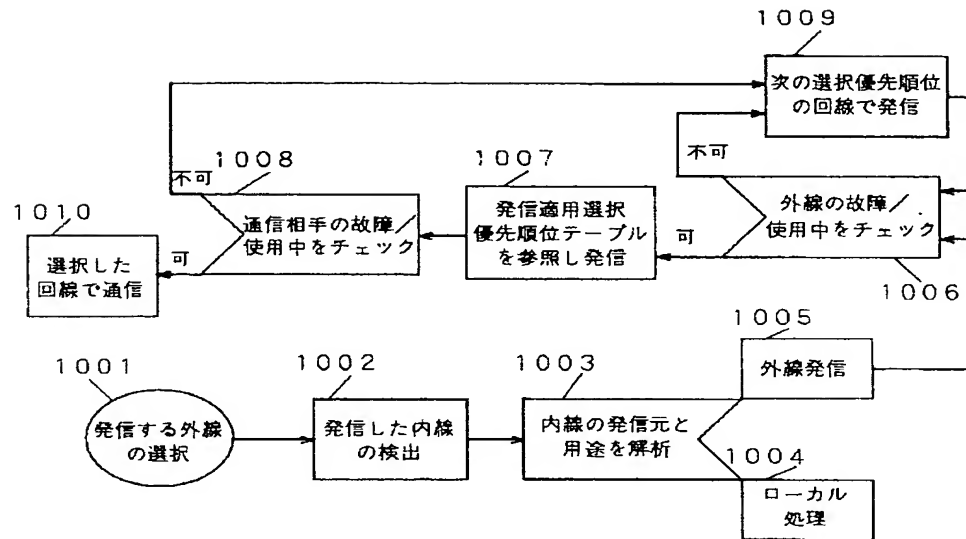 1009
次の選択優先順位
の回線で発信
不可
1008
不可
通信相手の故障/
使用中をチェック
可
1007
発信適用選択
優先順位テーブル
を参照し発信
可
不可
外線の故障/
使用中をチェック
1006
1010
選択した
回線で通信
1001
発信する外線
の選択
1002
発信した内線
の検出
1003
内線の発信元と
用途を解析
1005
外線発信
1004
ローカル
処理